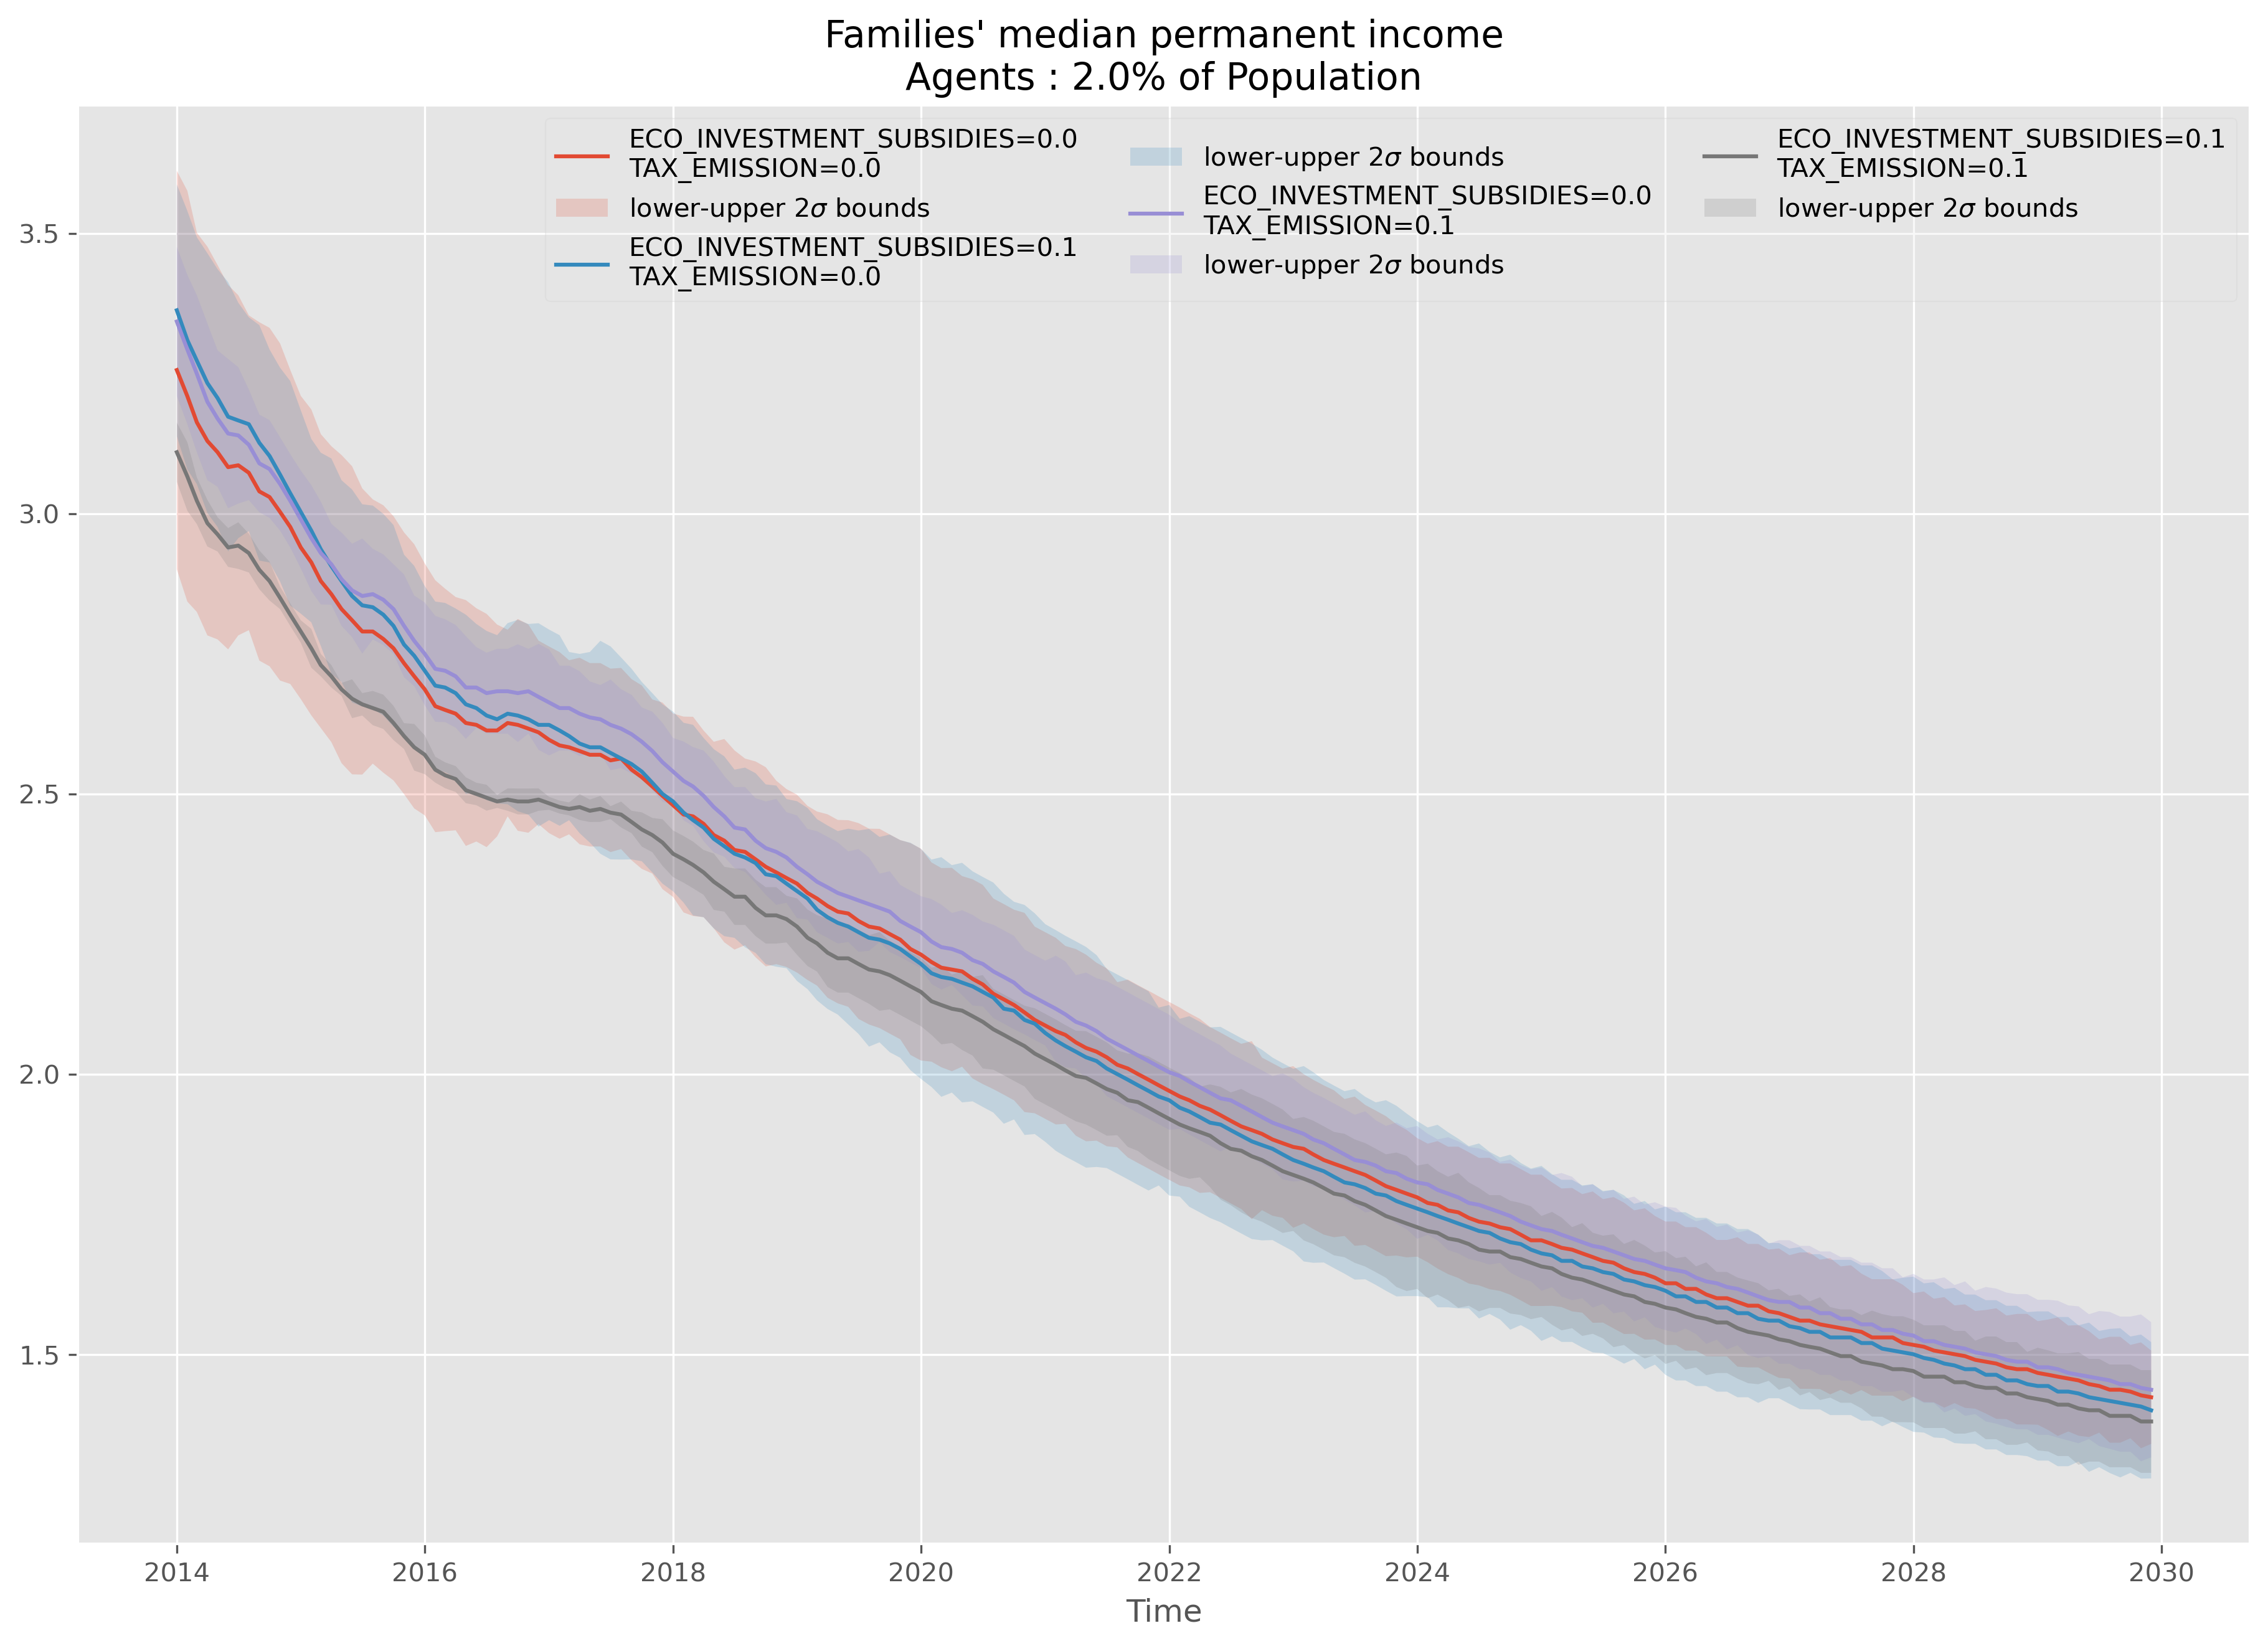 Families' median permanent income
Agents : 2.0% of Population
ECO_INVESTMENT_SUBSIDIES=0.0
TAX_EMISSION=0.0
lower-upper 2σ bounds
ECO_INVESTMENT_SUBSIDIES=0.1
TAX_EMISSION=0.0
lower-upper 2σ bounds
ECO_INVESTMENT_SUBSIDIES=0.0
TAX_EMISSION=0.1
lower-upper 2σ bounds
ECO_INVESTMENT_SUBSIDIES=0.1
TAX_EMISSION=0.1
lower-upper 2σ bounds
3.5
3.0
2.5
2.0
1.5
2014 2016 2018 2020 2022 2024 2026 2028 2030
Time